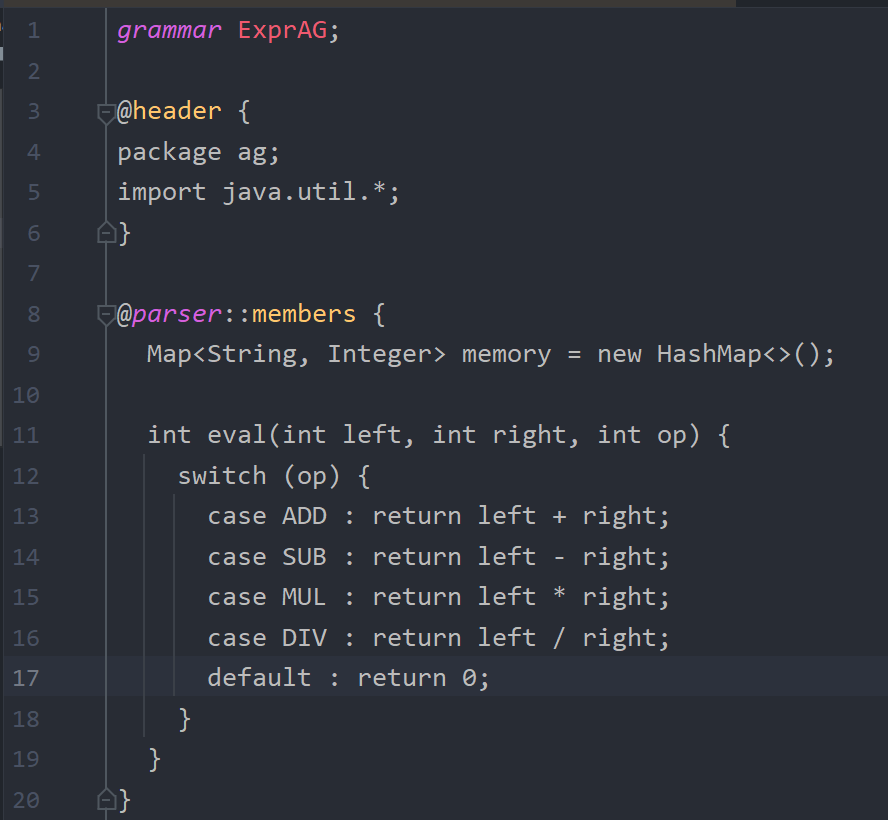 1 grammar ExprAG;
2
3 @header {
4 package ag;
5 import java.util.*;
6 }
7
8 @parser::members {
9 Map<String, Integer> memory = new HashMap<>();
10
11 int eval(int left, int right, int op) {
12 switch (op) {
13 case ADD : return left + right;
14 case SUB : return left - right;
15 case MUL : return left * right;
16 case DIV : return left / right;
17 default : return 0;
18 }
19 }
20 }